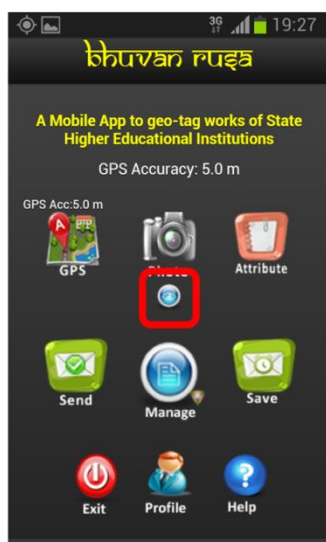 3G 19:27
bhuvan rusa
A Mobile App to geo-tag works of State
Higher Educational Institutions
GPS Accuracy: 5.0 m
GPS Acc:5.0 m
GPS Photo Attribute
Send Manage Save
Exit Profile Help